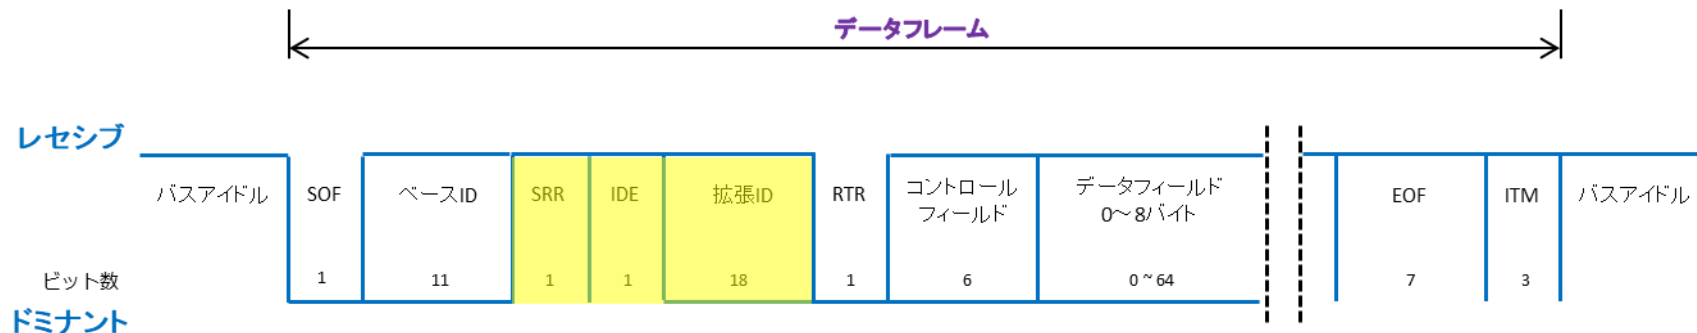 データフレーム
レセシブ
バスアイドル SOF ベースID SRR IDE 拡張ID RTR コントロール データフィールド EOF ITM バスアイドル
フィールド 0～8バイト
ビット数 1 11 1 1 18 1 6 0 ~ 64 7 3
ドミナント